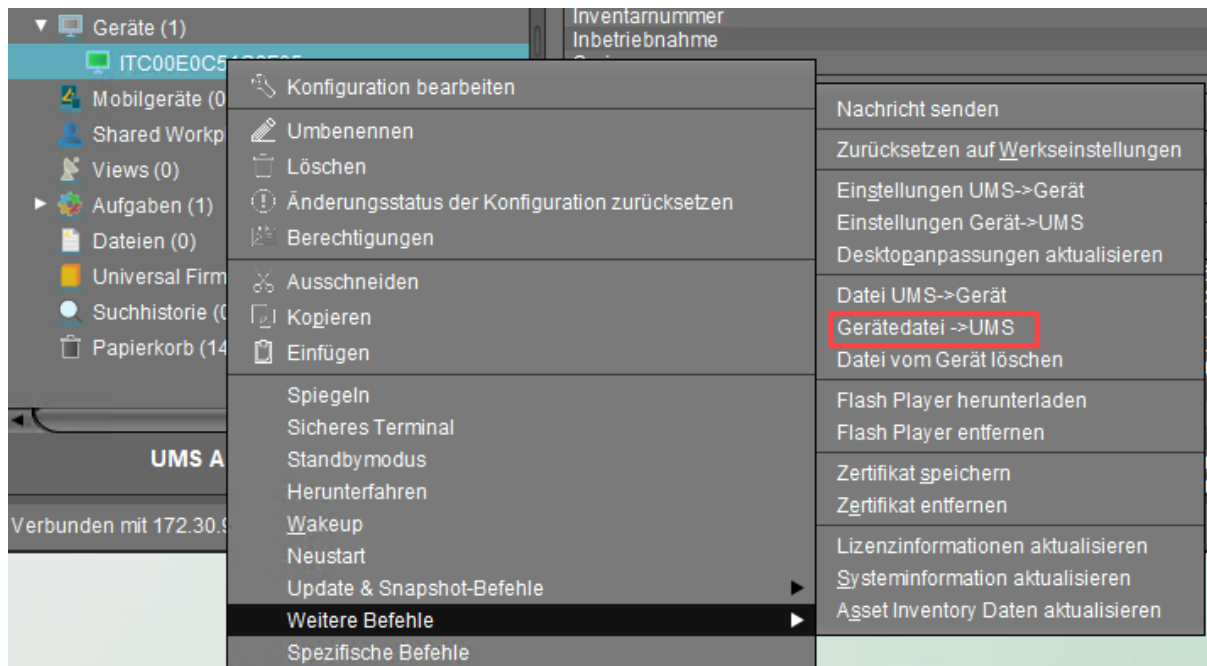 Geräte (1)
Mobilgeräte (0
Shared Workp
Views (0)
Aufgaben (1)
Dateien (0)
Universal Firm
Suchhistorie (
Papierkorb (14
UMS A
Verbunden mit 172.30.9
Inventarnummer
Inbetriebnahme
Konfiguration bearbeiten
Umbenennen
Löschen
Änderungsstatus der Konfiguration zurücksetzen
Berechtigungen
Ausschneiden
Kopieren
Einfügen
Spiegeln
Sicheres Terminal
Standbymodus
Herunterfahren
Wakeup
Neustart
Update & Snapshot-Befehle
Weitere Befehle
Spezifische Befehle
Nachricht senden
Zurücksetzen auf Werkseinstellungen
Einstellungen UMS->Gerät
Einstellungen Gerät->UMS
Desktopanpassungen aktualisieren
Datei UMS->Gerät
Gerätedatei ->UMS
Datei vom Gerät löschen
Flash Player herunterladen
Flash Player entfernen
Zertifikat speichern
Zertifikat entfernen
Lizenzinformationen aktualisieren
Systeminformation aktualisieren
Asset Inventory Daten aktualisieren